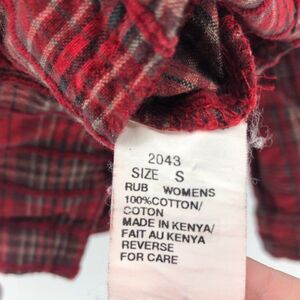 2043
SIZE S
RUB WOMENS
100%COTTON/
COTON
MADE IN KENYA/
FAIT AU KENYA
REVERSE
FOR CARE